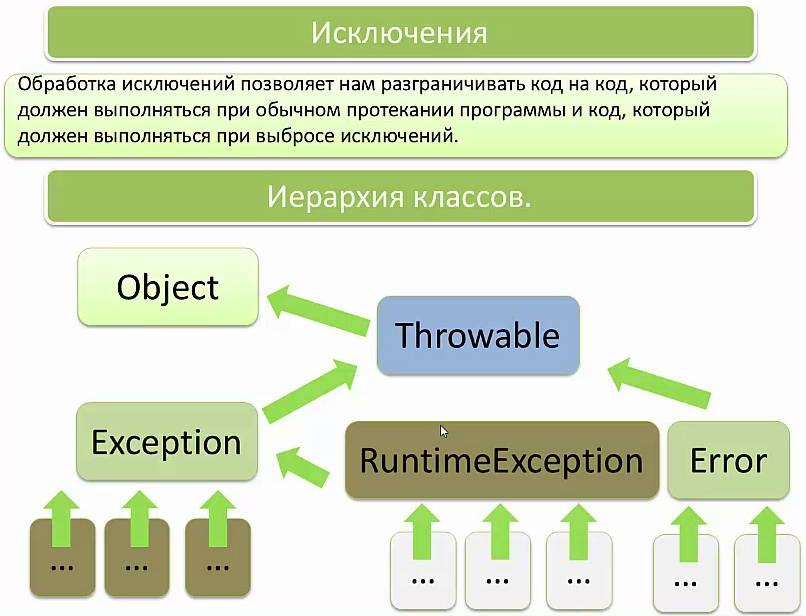 Исключения
Обработка исключений позволяет нам разграничивать код на код, который
должен выполняться при обычном протекании программы и код, который
должен выполняться при выбросе исключений.
Иерархия классов.
Object
Throwable
Exception
RuntimeException
Error
...
...
...
...
...
...
...
...